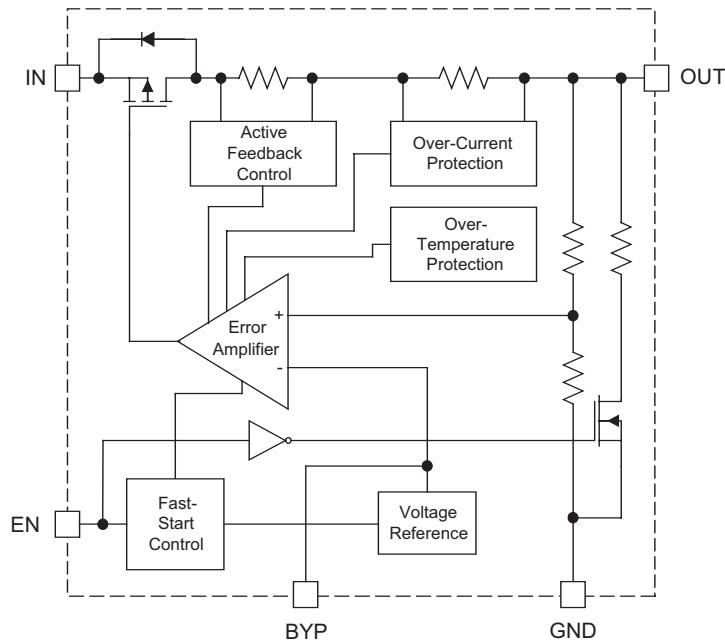 IN
OUT
Active
Feedback
Control
Over-Current
Protection
Over-
Temperature
Protection
Error
Amplifier
+
-
EN
Fast-
Start
Control
Voltage
Reference
BYP
GND